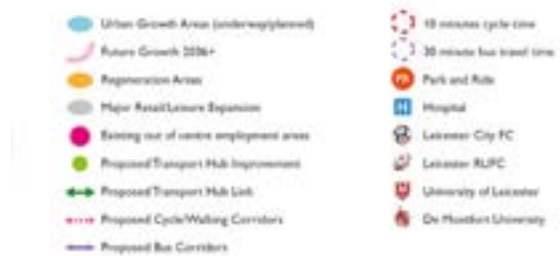 Urban Growth Areas (underway/planned)
Future Growth 2036+
Regeneration Areas
Major Retail/Leisure Expansion
Existing out of centre employment areas
Proposed Transport Hub Improvement
Proposed Transport Hub Link
Proposed Cycle/Walking Corridors
Proposed Bus Corridors
10 minutes cycle time
30 minute bus travel time
Park and Ride
H Hospital
Leicester City FC
Leicester RUFC
University of Leicester
De Montfort University